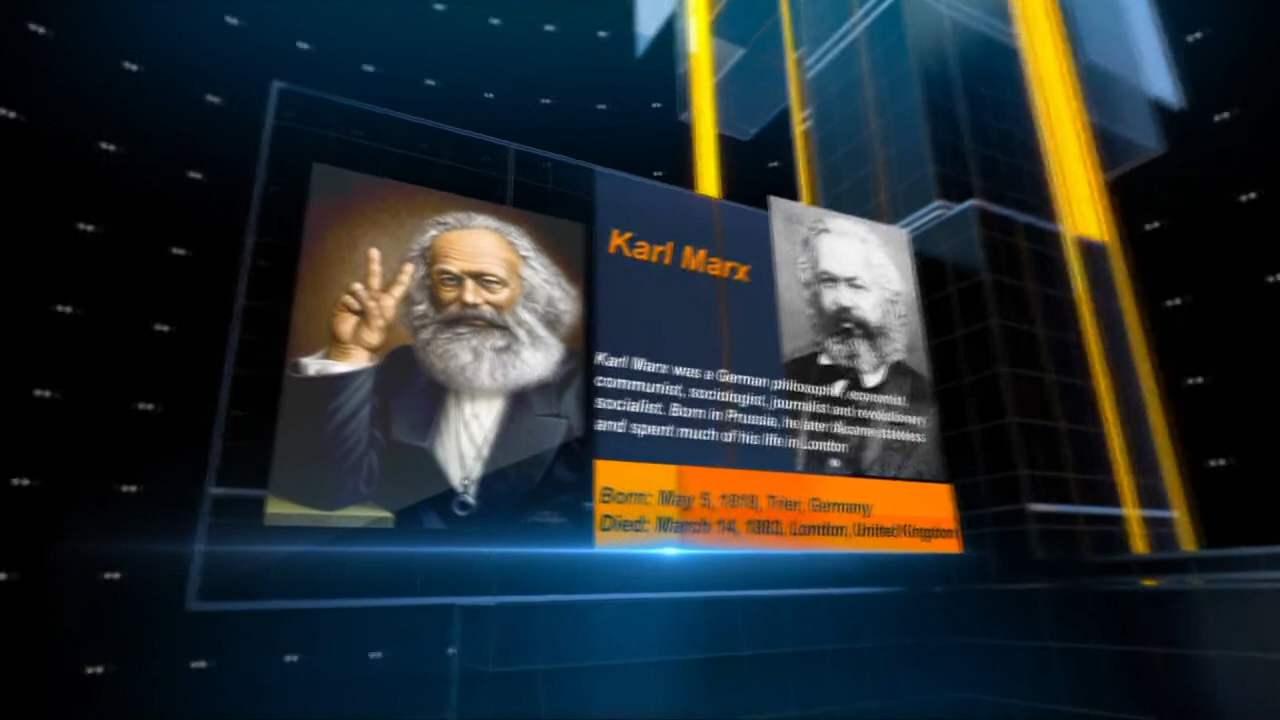 Karl Marx
Karl Marx was a German philosopher, economist,
communist, sociologist, journalist and revolutionary
socialist. Born in Prussia, he later became stateless
and spent much of his life in London
Born: May 5, 1818, Trier, Germany
Died: March 14, 1883, London, United Kingdom